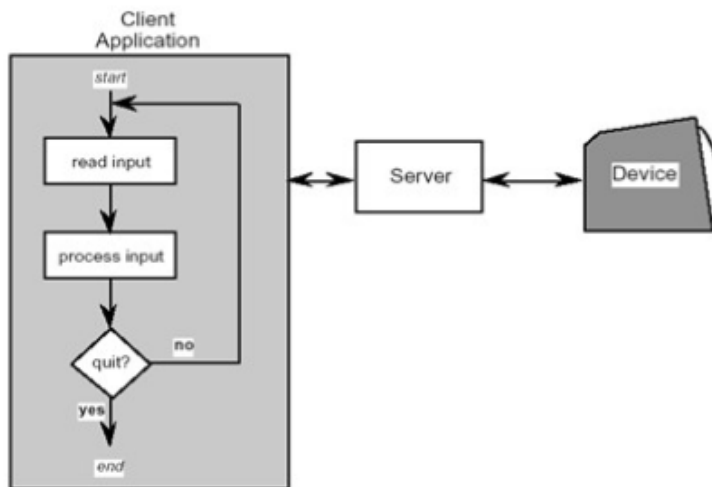 Client
Application
start
read input
Server
Device
process input
quit?
no
yes
end